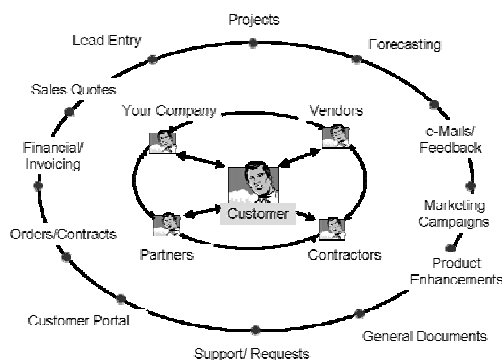 Projects
Lead Entry
Forecasting
Sales Quotes
Your Company
Vendors
Financial/
Invoicing
e-Mails/
Feedback
Customer
Marketing
Campaigns
Orders/Contracts
Partners
Contractors
Product
Enhancements
Customer Portal
General Documents
Support/ Requests